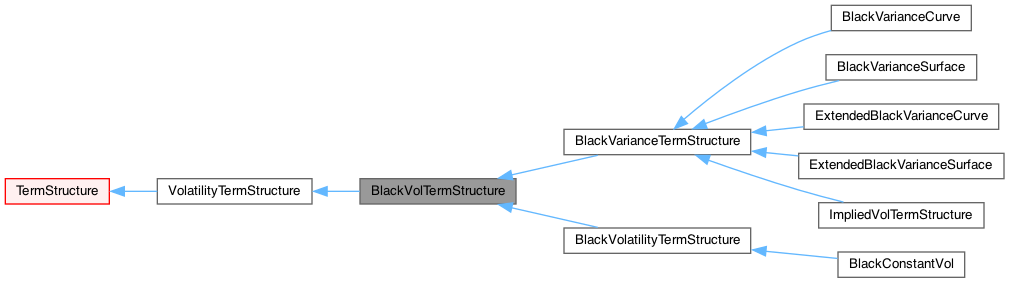 BlackVarianceCurve
BlackVarianceSurface
ExtendedBlackVarianceCurve
BlackVarianceTermStructure
ExtendedBlackVarianceSurface
TermStructure
VolatilityTermStructure
BlackVolTermStructure
ImpliedVolTermStructure
BlackVolatilityTermStructure
BlackConstantVol